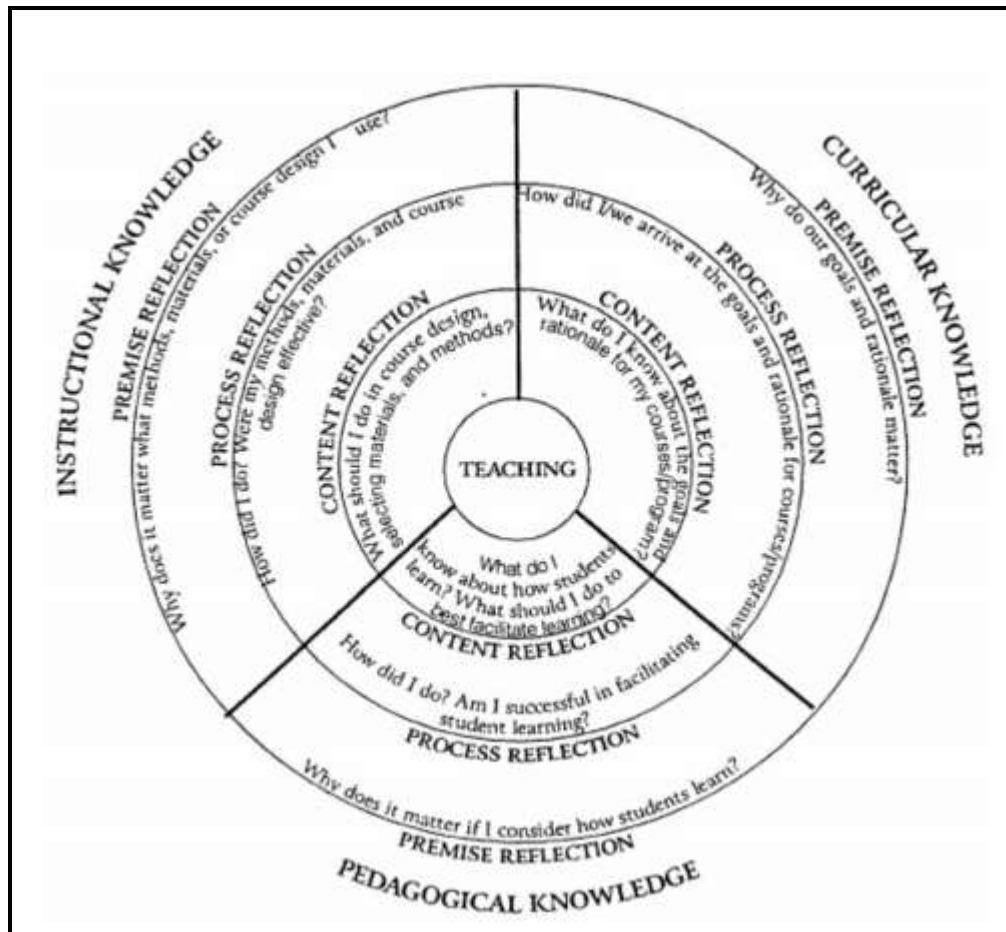 INSTRUCTIONAL KNOWLEDGE
PREMISE REFLECTION
Why does it matter what methods, materials, or course design I use?
PROCESS REFLECTION
How did I do? Were my methods, materials, and course
design effective?
CONTENT REFLECTION
What should I do in course design,
selecting materials, and methods?
CURRICULAR KNOWLEDGE
PREMISE REFLECTION
Why do our goals and rationale matter?
PROCESS REFLECTION
How did I/we arrive at the goals and rationale for courses/programs?
CONTENT REFLECTION
What do I know about the goals and
rationale for my courses/program?
TEACHING
What do I
know about how students
learn? What should I do to
best facilitate learning?
CONTENT REFLECTION
How did I do? Am I successful in facilitating
student learning?
PROCESS REFLECTION
Why does it matter if I consider how students learn?
PREMISE REFLECTION
PEDAGOGICAL KNOWLEDGE